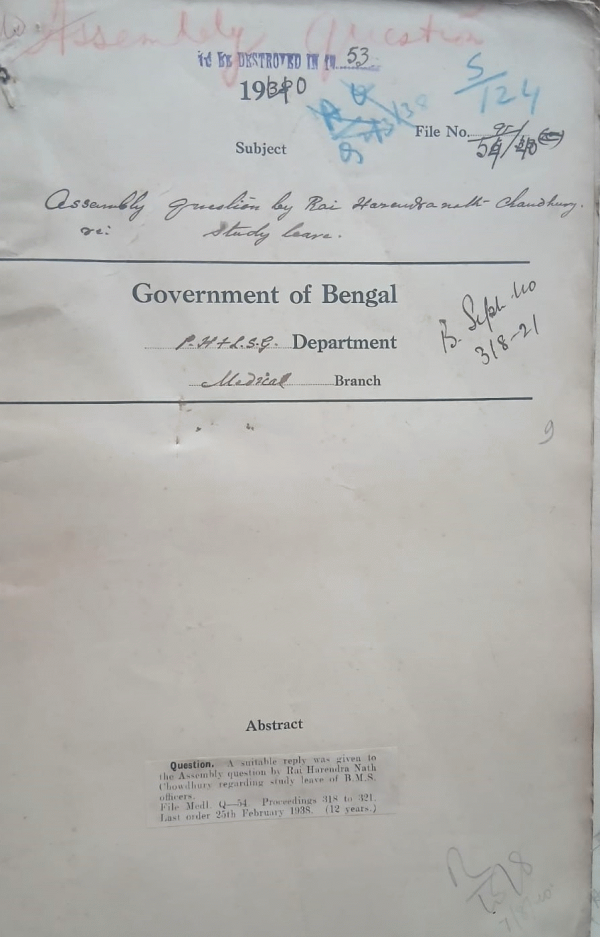 Assembly Question
TO BE DESTROYED IN 19 53
S/124
File No.
Subject
Assembly question by Rai Harendra nath Chaudhury.
re: Study leave.
Government of Bengal
P.H & L.S.G. Department
Medical Branch
B. Sept. 40
318-21
9
Abstract
Question. A suitable reply was given to
the Assembly question by Rai Harendra Nath
Chowdhury regarding study leave of B.M.S.
officers.
File Medl. Q—54. Proceedings 318 to 321.
Last order 25th February 1938. (12 years.)